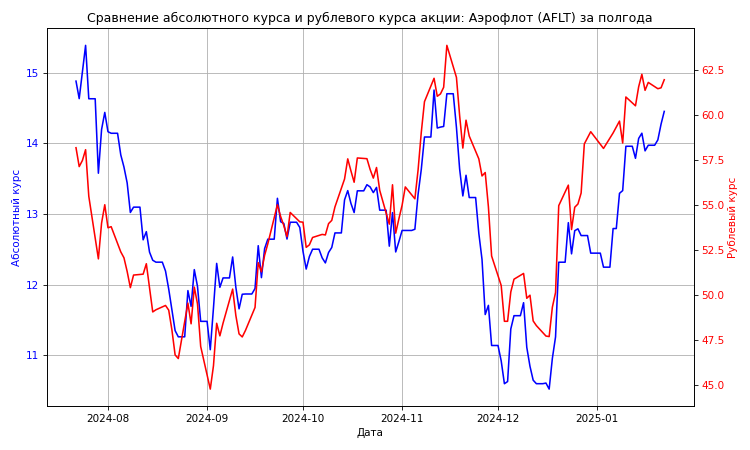 Сравнение абсолютного курса и рублевого курса акции: Аэрофлот (AFLT) за полгода
Абсолютный курс
15
14
13
12
11
62.5
60.0
57.5
55.0
52.5
50.0
47.5
45.0
Рублевый курс
2024-08 2024-09 2024-10 2024-11 2024-12 2025-01
Дата